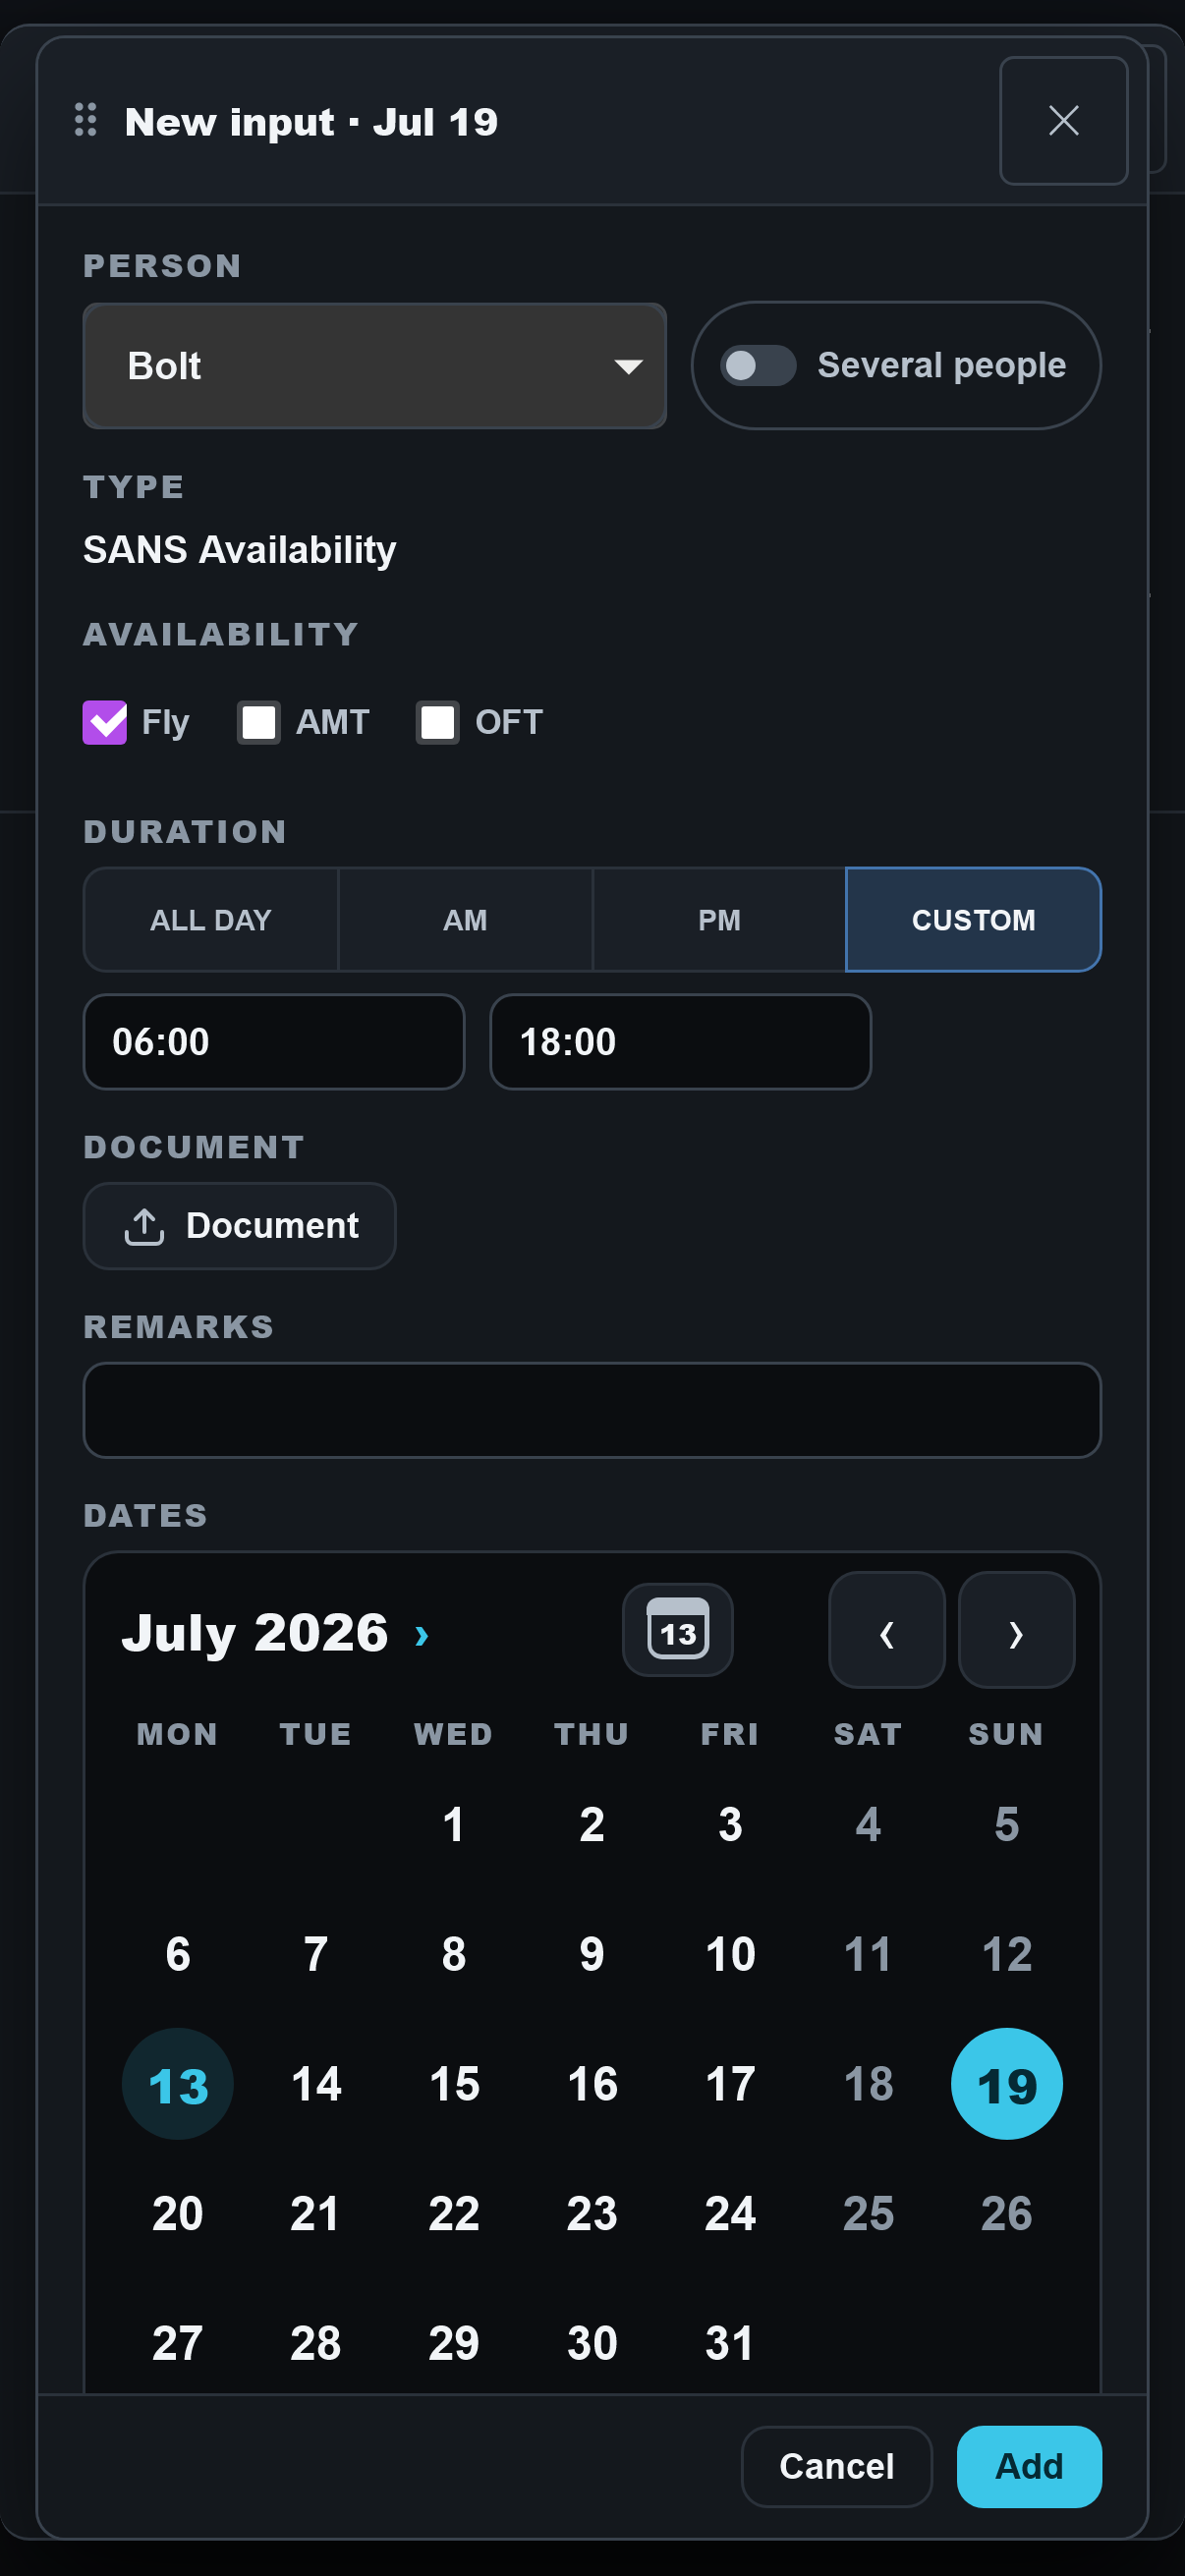 New input · Jul 19
PERSON
Bolt
Several people
TYPE
SANS Availability
AVAILABILITY
Fly AMT OFT
DURATION
ALL DAY AM PM CUSTOM
06:00 18:00
DOCUMENT
Document
REMARKS
DATES
July 2026 › 13 ‹ ›
MON TUE WED THU FRI SAT SUN
1 2 3 4 5
6 7 8 9 10 11 12
13 14 15 16 17 18 19
20 21 22 23 24 25 26
27 28 29 30 31
Cancel Add